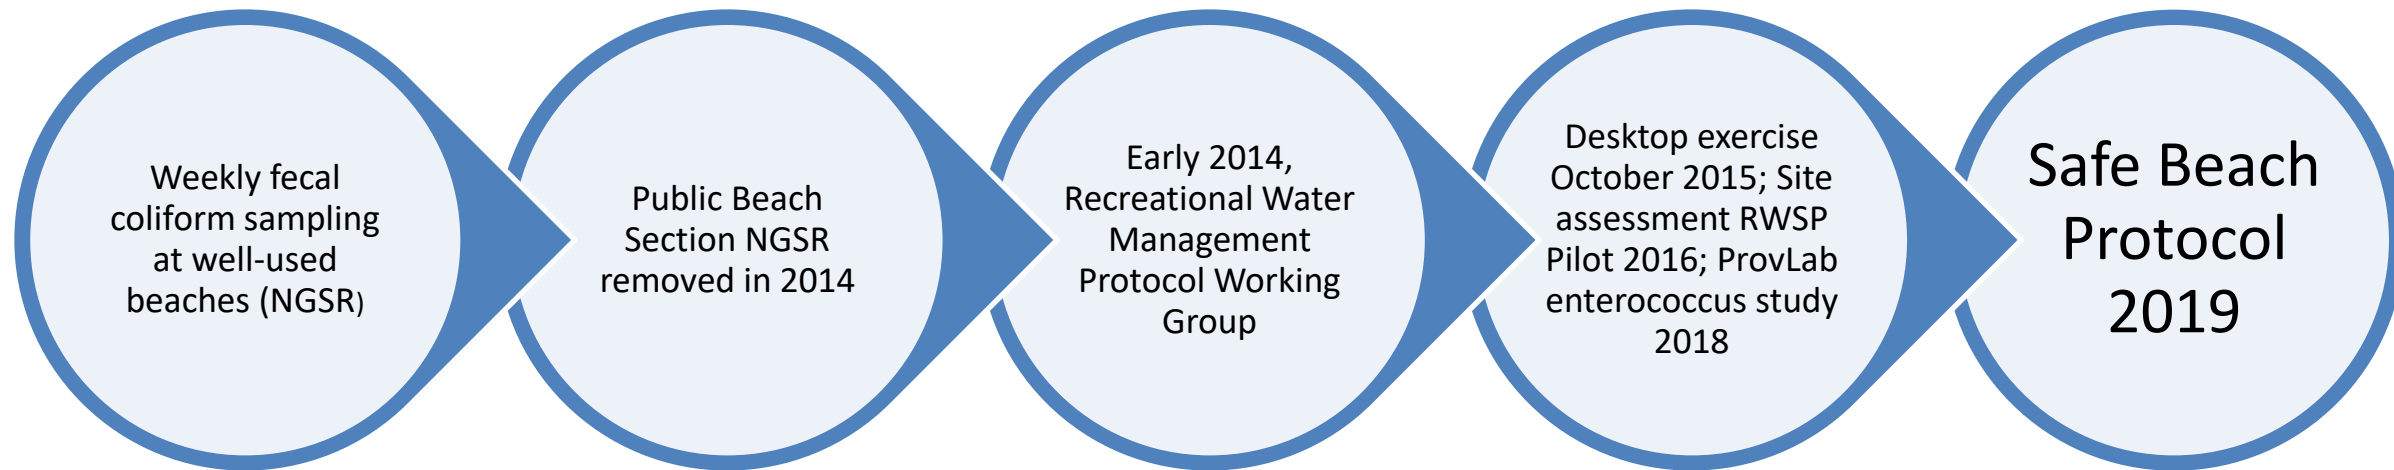 Weekly fecal
coliform sampling
at well-used
beaches (NGSR)
Public Beach
Section NGSR
removed in 2014
Early 2014,
Recreational Water
Management
Protocol Working
Group
Desktop exercise
October 2015; Site
assessment RWSP
Pilot 2016; ProvLab
enterococcus study
2018
Safe Beach
Protocol
2019